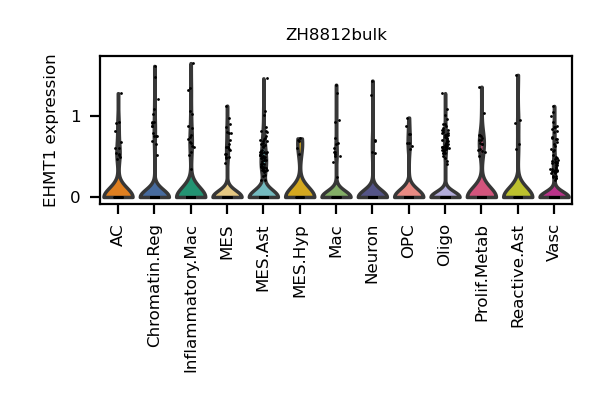 ZH8812bulk
EHMT1 expression
1
0
AC
Chromatin.Reg
Inflammatory.Mac
MES
MES.Ast
MES.Hyp
Mac
Neuron
OPC
Oligo
Prolif.Metab
Reactive.Ast
Vasc